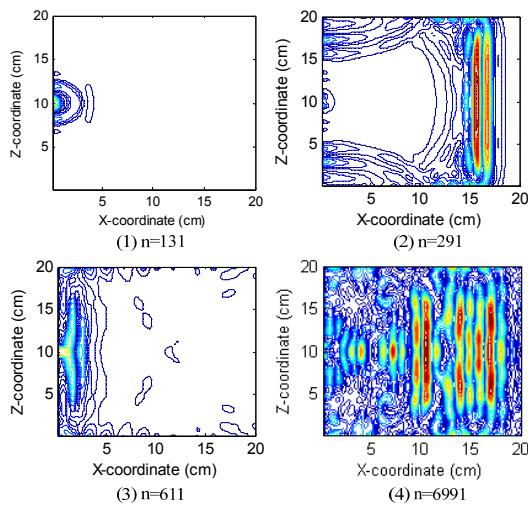 20
15
10
5
5 10 15 20
Z-coordinate (cm)
X-coordinate (cm)
(1) n=131
20
15
10
5
5 10 15 20
Z-coordinate (cm)
X-coordinate (cm)
(2) n=291
20
15
10
5
5 10 15 20
Z-coordinate (cm)
X-coordinate (cm)
(3) n=611
20
15
10
5
5 10 15 20
Z-coordinate (cm)
X-coordinate (cm)
(4) n=6991